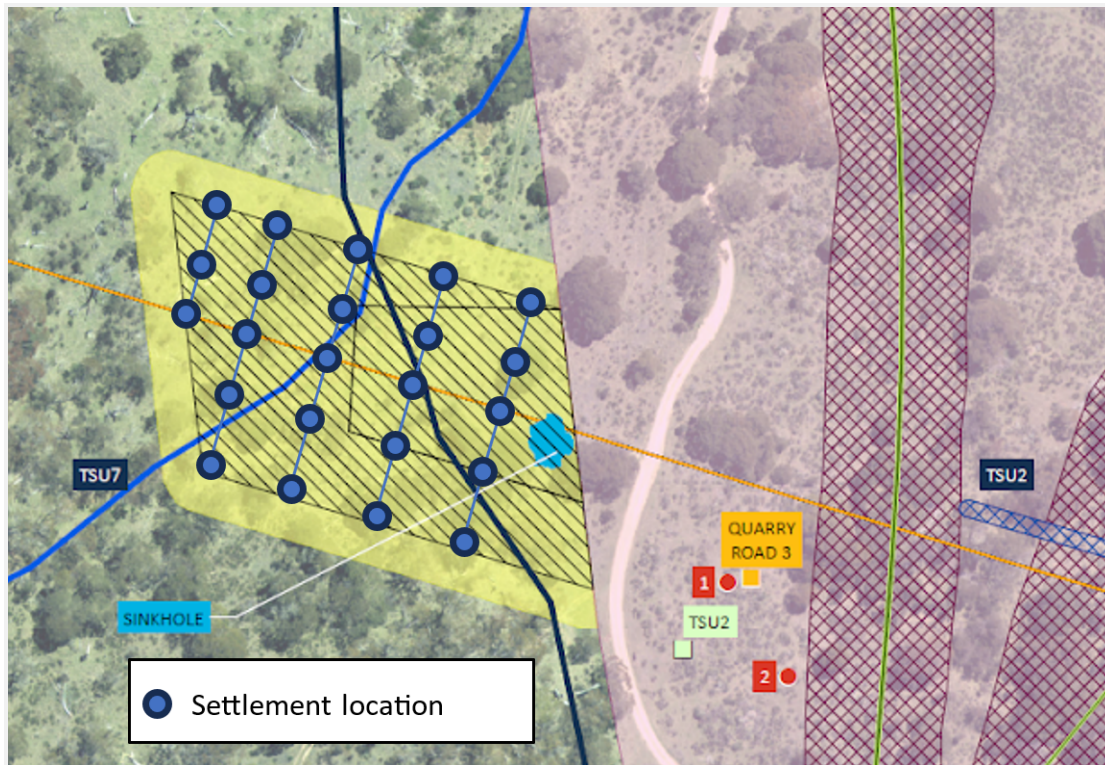 TSU7
TSU2
QUARRY
ROAD 3
1
TSU2
SINKHOLE
2
Settlement location